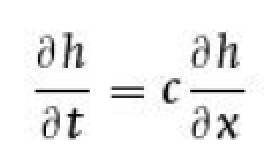 ∂h/∂t = c ∂h/∂x